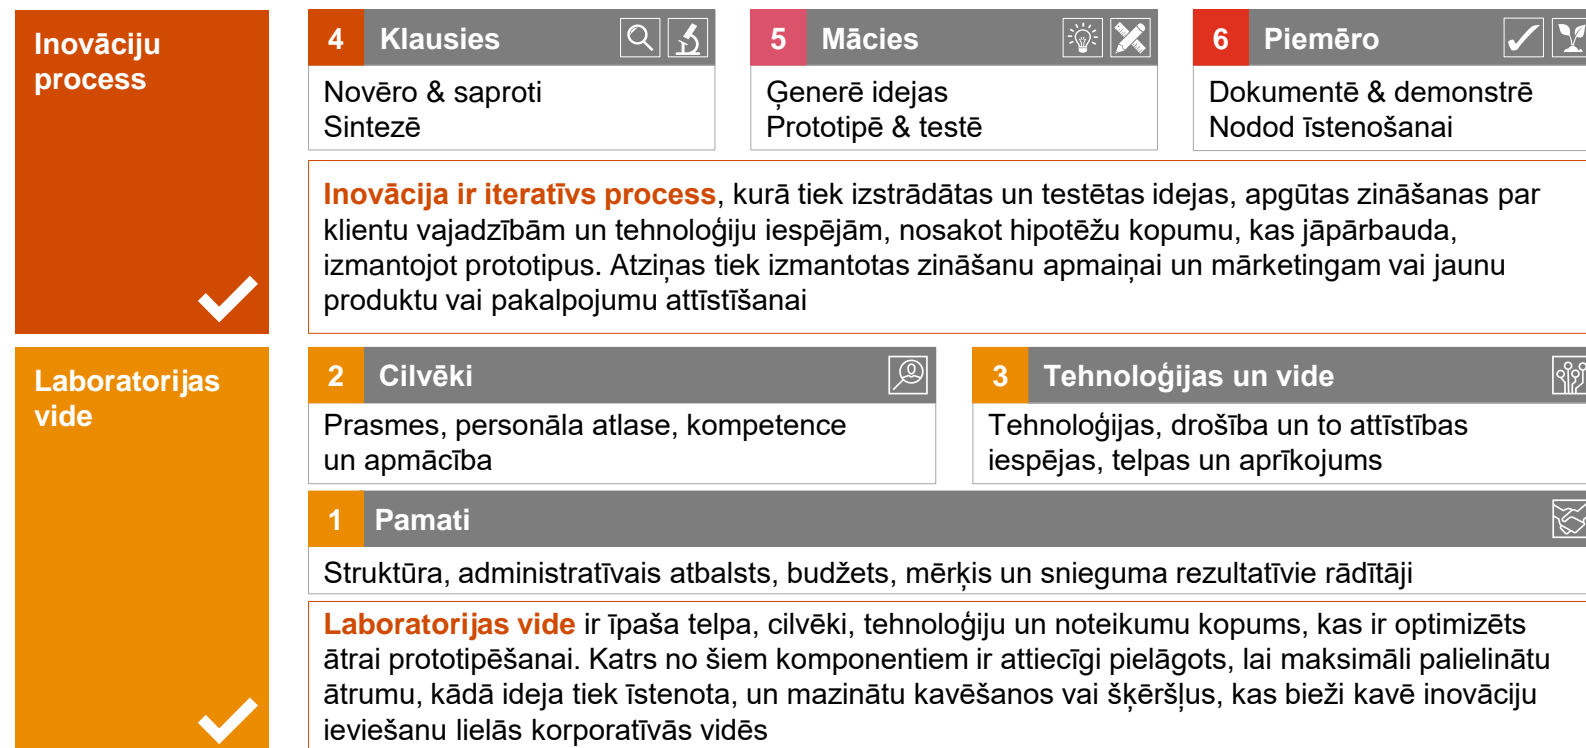 Inovāciju
process
4 Klausies
Novēro & saproti
Sintezē
5 Mācies
Ģenerē idejas
Prototipē & testē
6 Piemēro
Dokumentē & demonstrē
Nodod īstenošanai
Inovācija ir iteratīvs process, kurā tiek izstrādātas un testētas idejas, apgūtas zināšanas par
klientu vajadzībām un tehnoloģiju iespējām, nosakot hipotēžu kopumu, kas jāpārbauda,
izmantojot prototipus. Atziņas tiek izmantotas zināšanu apmaiņai un mārketingam vai jaunu
produktu vai pakalpojumu attīstīšanai
Laboratorijas
vide
2 Cilvēki
Prasmes, personāla atlase, kompetence
un apmācība
3 Tehnoloģijas un vide
Tehnoloģijas, drošība un to attīstības
iespējas, telpas un aprīkojums
1 Pamati
Struktūra, administratīvais atbalsts, budžets, mērķis un snieguma rezultatīvie rādītāji
Laboratorijas vide ir īpaša telpa, cilvēki, tehnoloģiju un noteikumu kopums, kas ir optimizēts
ātrai prototipēšanai. Katrs no šiem komponentiem ir attiecīgi pielāgots, lai maksimāli palielinātu
ātrumu, kādā ideja tiek īstenota, un mazinātu kavēšanos vai šķēršļus, kas bieži kavē inovāciju
ieviešanu lielās korporatīvās vidēs